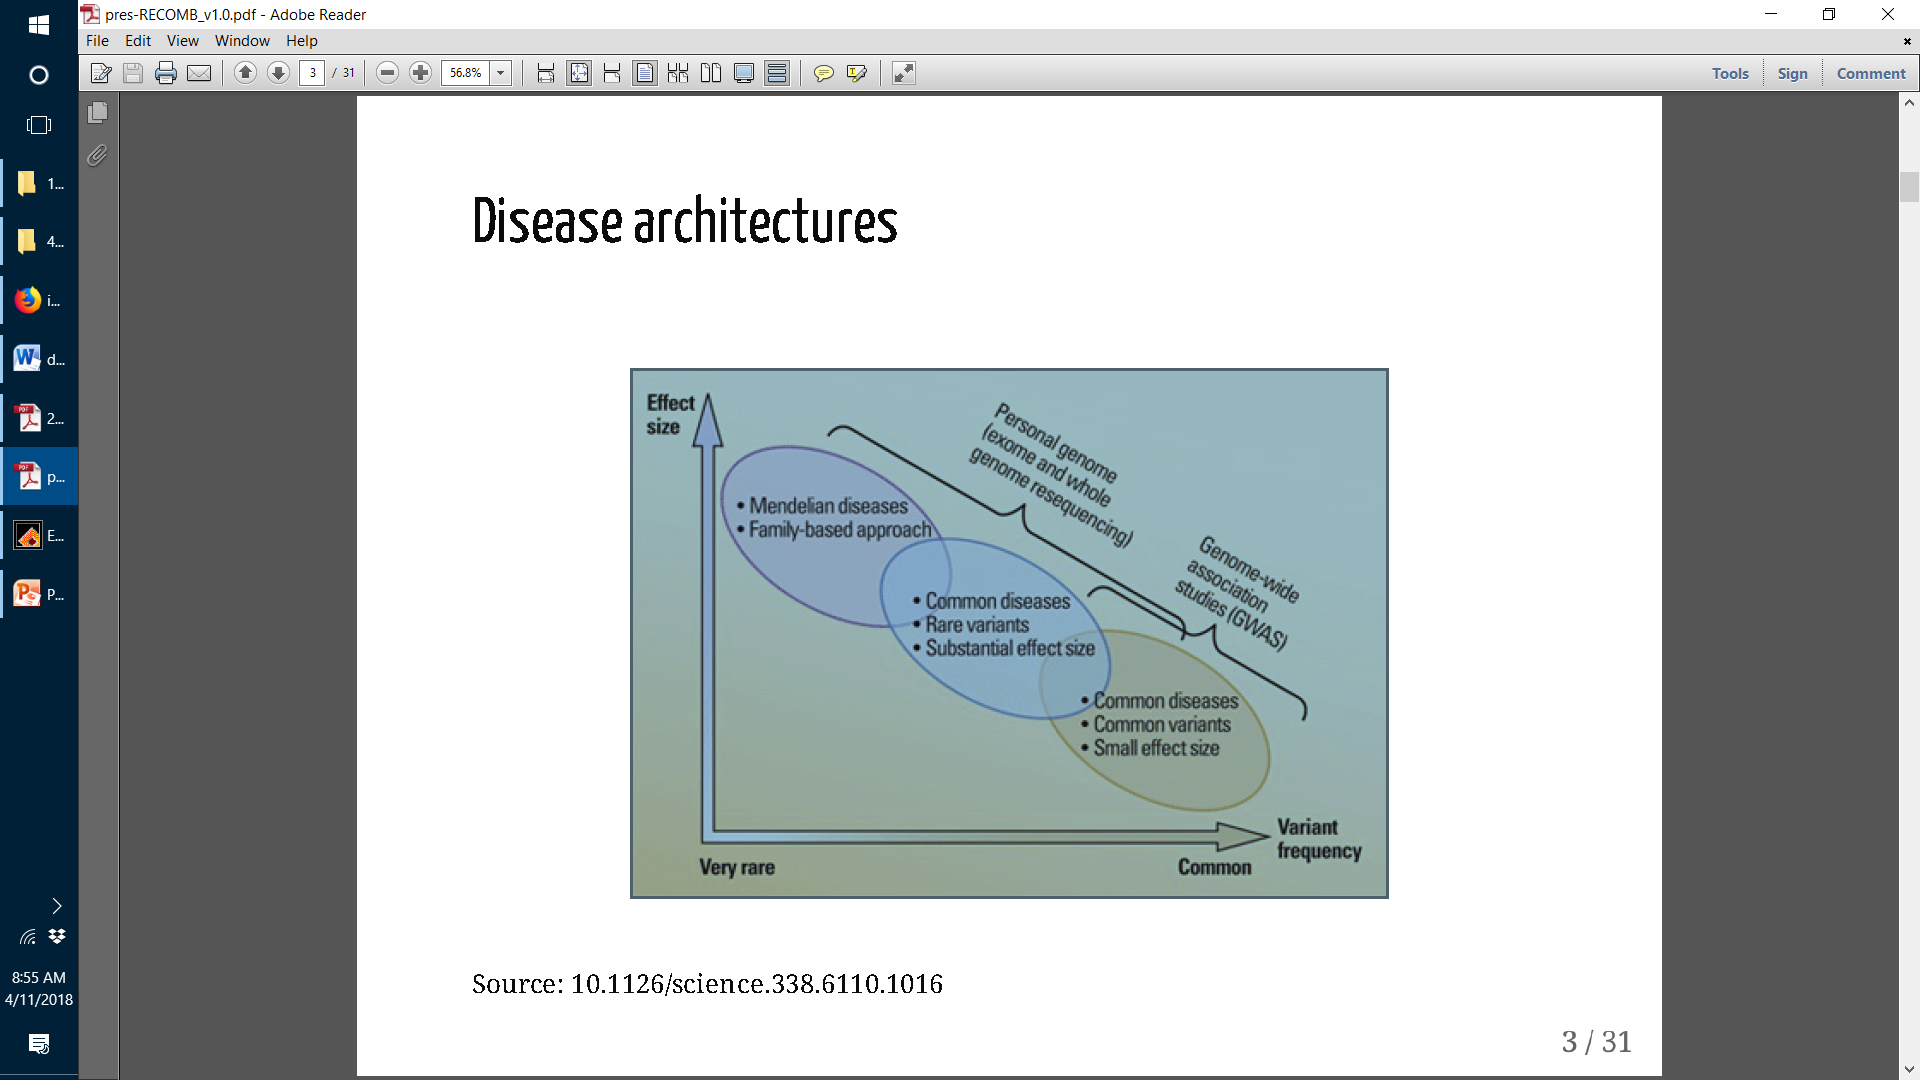 pres-RECOMB_v1.0.pdf - Adobe Reader
File Edit View Window Help
3 / 31
56.8%
Tools Sign Comment
1...
4...
i...
d...
2...
p...
E...
P...
8:55 AM
4/11/2018
Disease architectures
Effect
size
Personal genome
(exome and whole
genome resequencing)
Genome-wide
association
studies (GWAS)
• Mendelian diseases
• Family-based approach
• Common diseases
• Rare variants
• Substantial effect size
• Common diseases
• Common variants
• Small effect size
Variant
frequency
Very rare
Common
Source: 10.1126/science.338.6110.1016
3 / 31